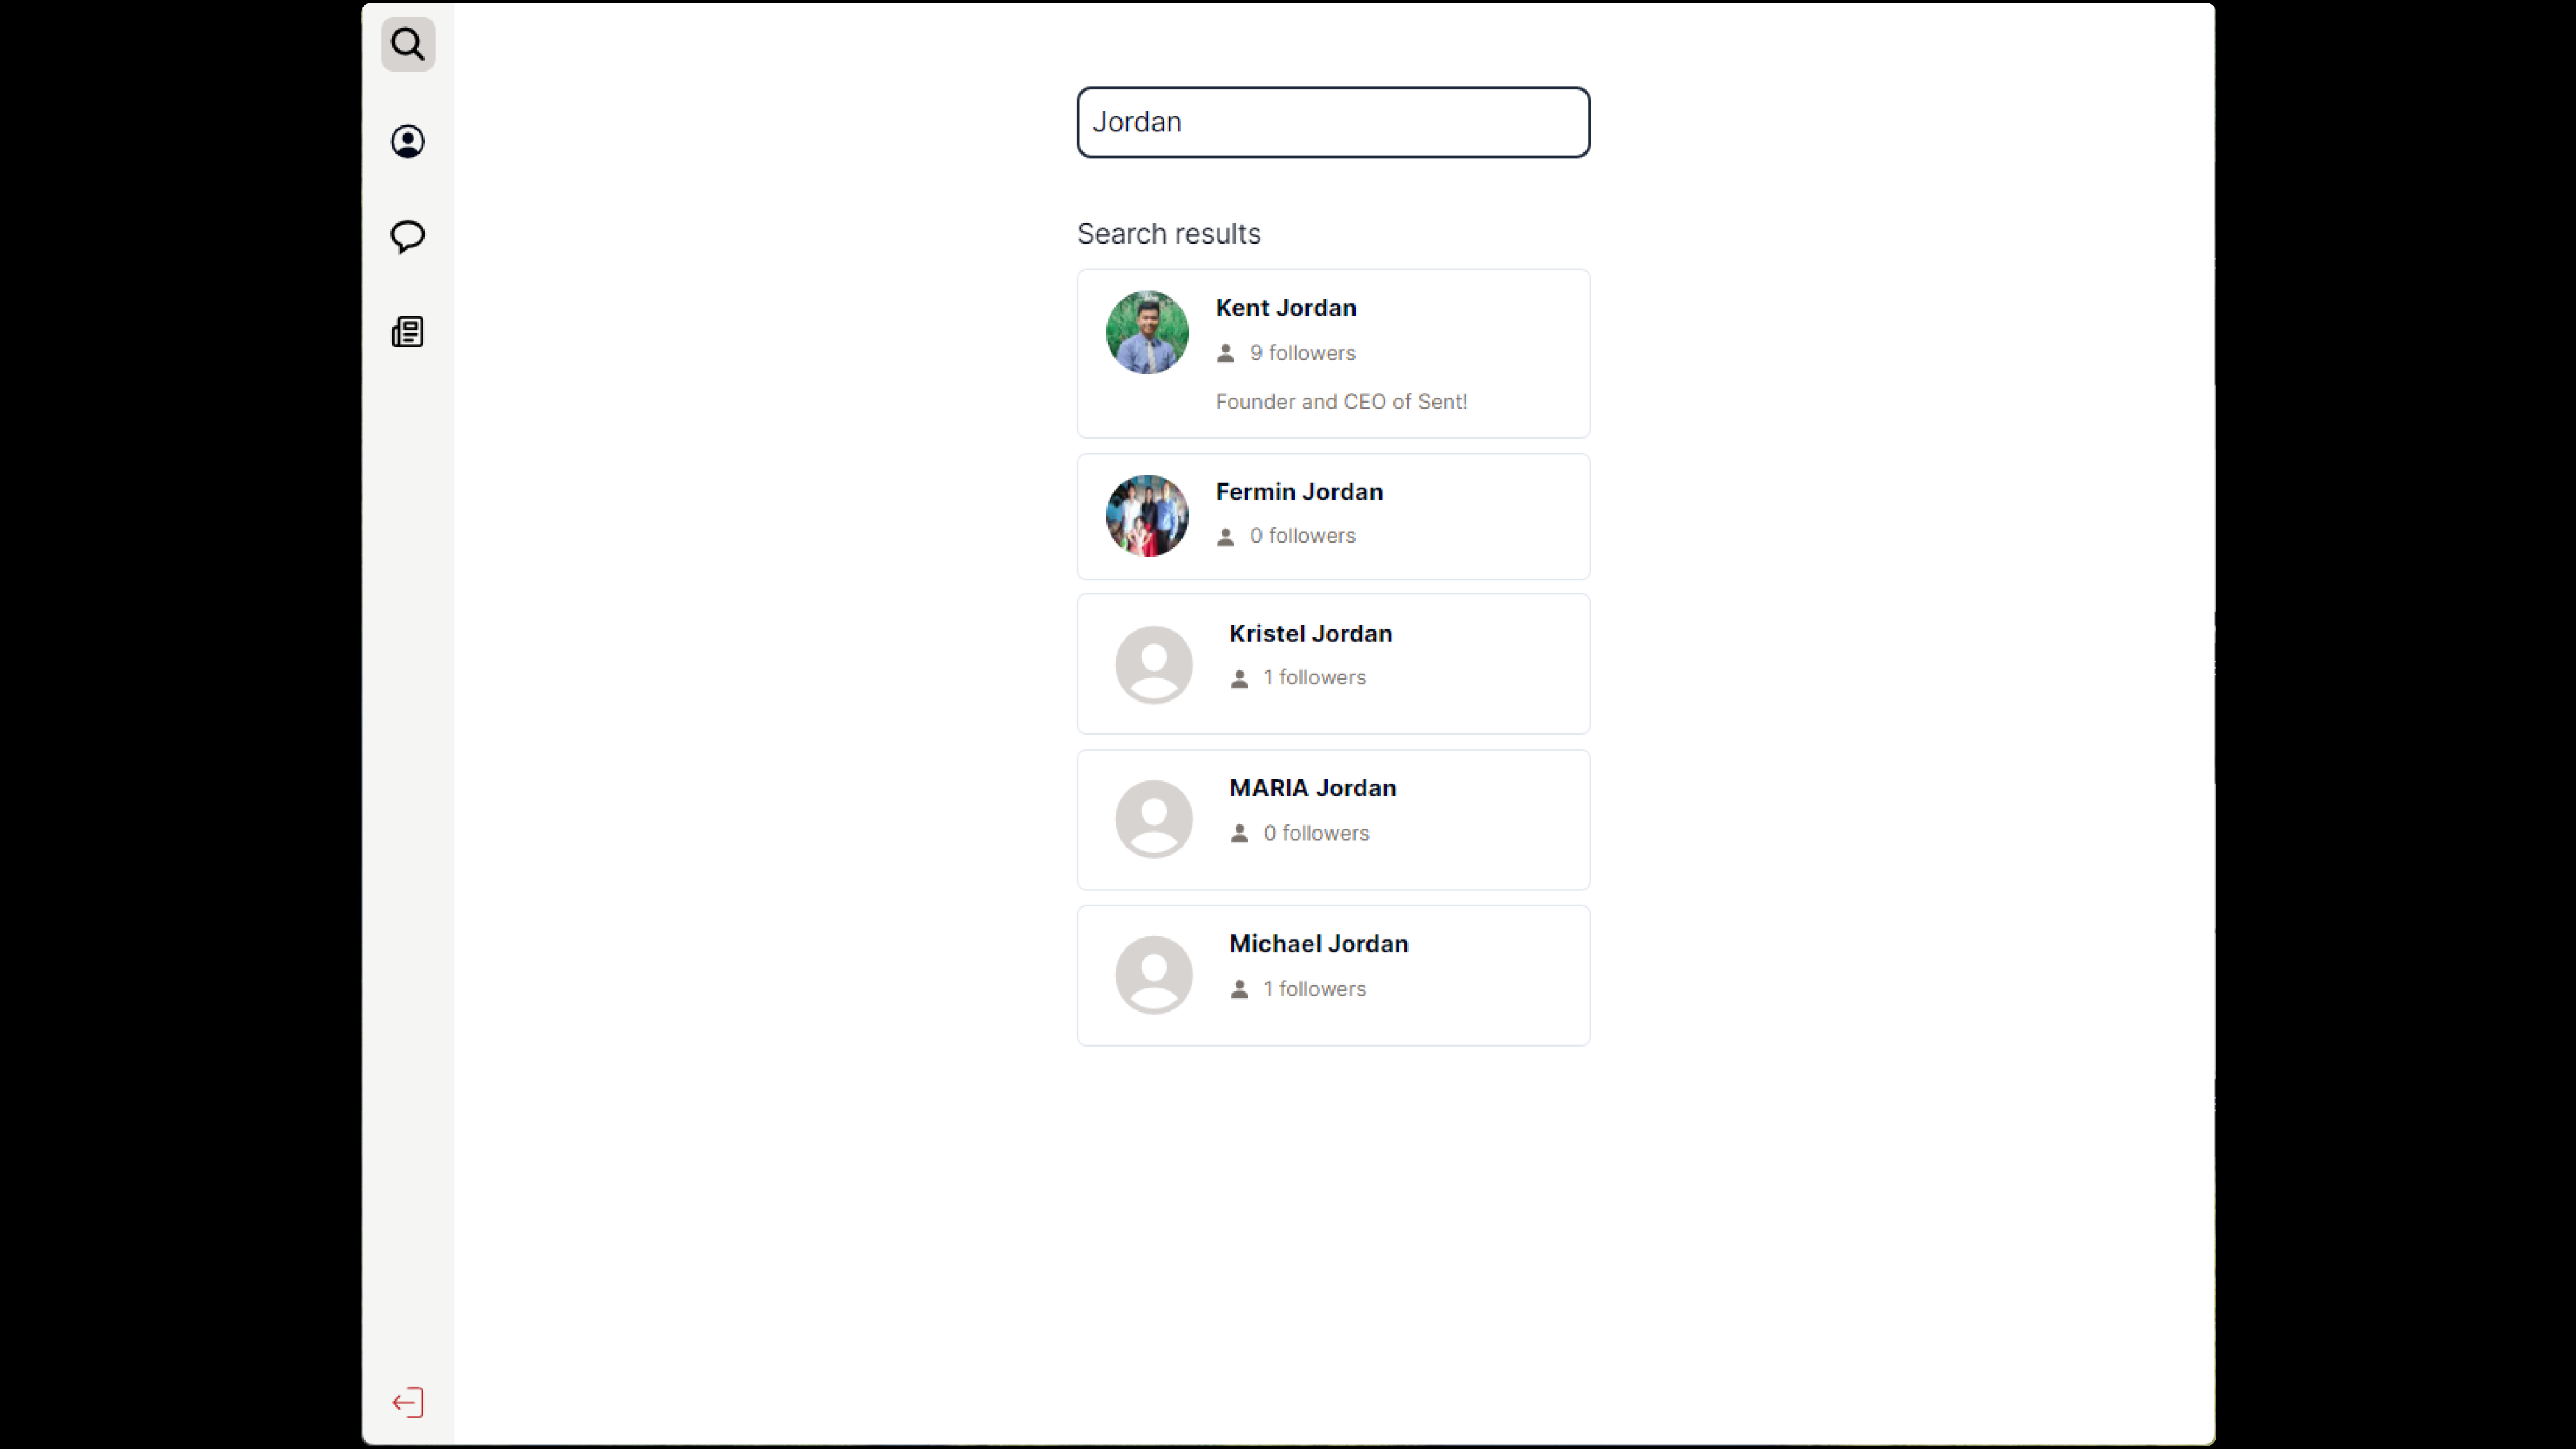 Jordan
Search results
Kent Jordan
9 followers
Founder and CEO of Sent!
Fermin Jordan
0 followers
Kristel Jordan
1 followers
MARIA Jordan
0 followers
Michael Jordan
1 followers